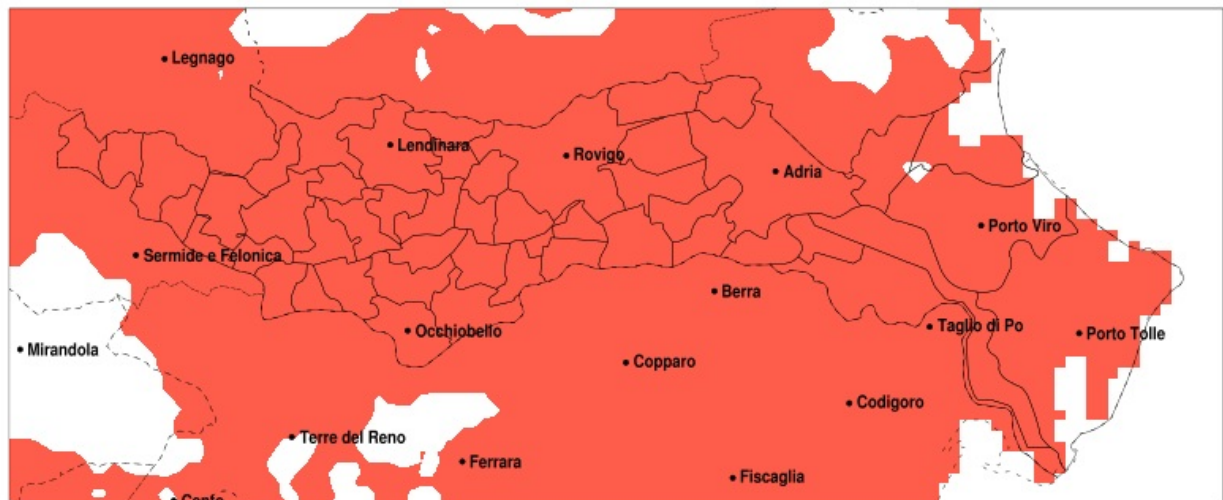 Legnago
Lendinara
Rovigo
Adria
Porto Viro
Sermide e Felonica
Berra
Taglio di Po
Occhiobello
Porto Tolle
Mirandola
Copparo
Codigoro
Terre del Reno
Ferrara
Fiscaglia